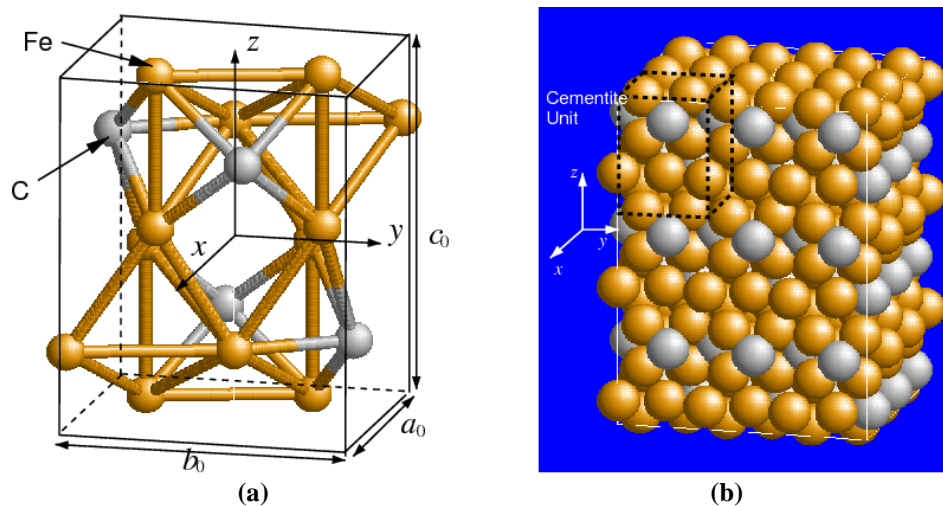 Fe
C
z
y
x
c₀
a₀
b₀
(a)
Cementite
Unit
z
y
x
(b)